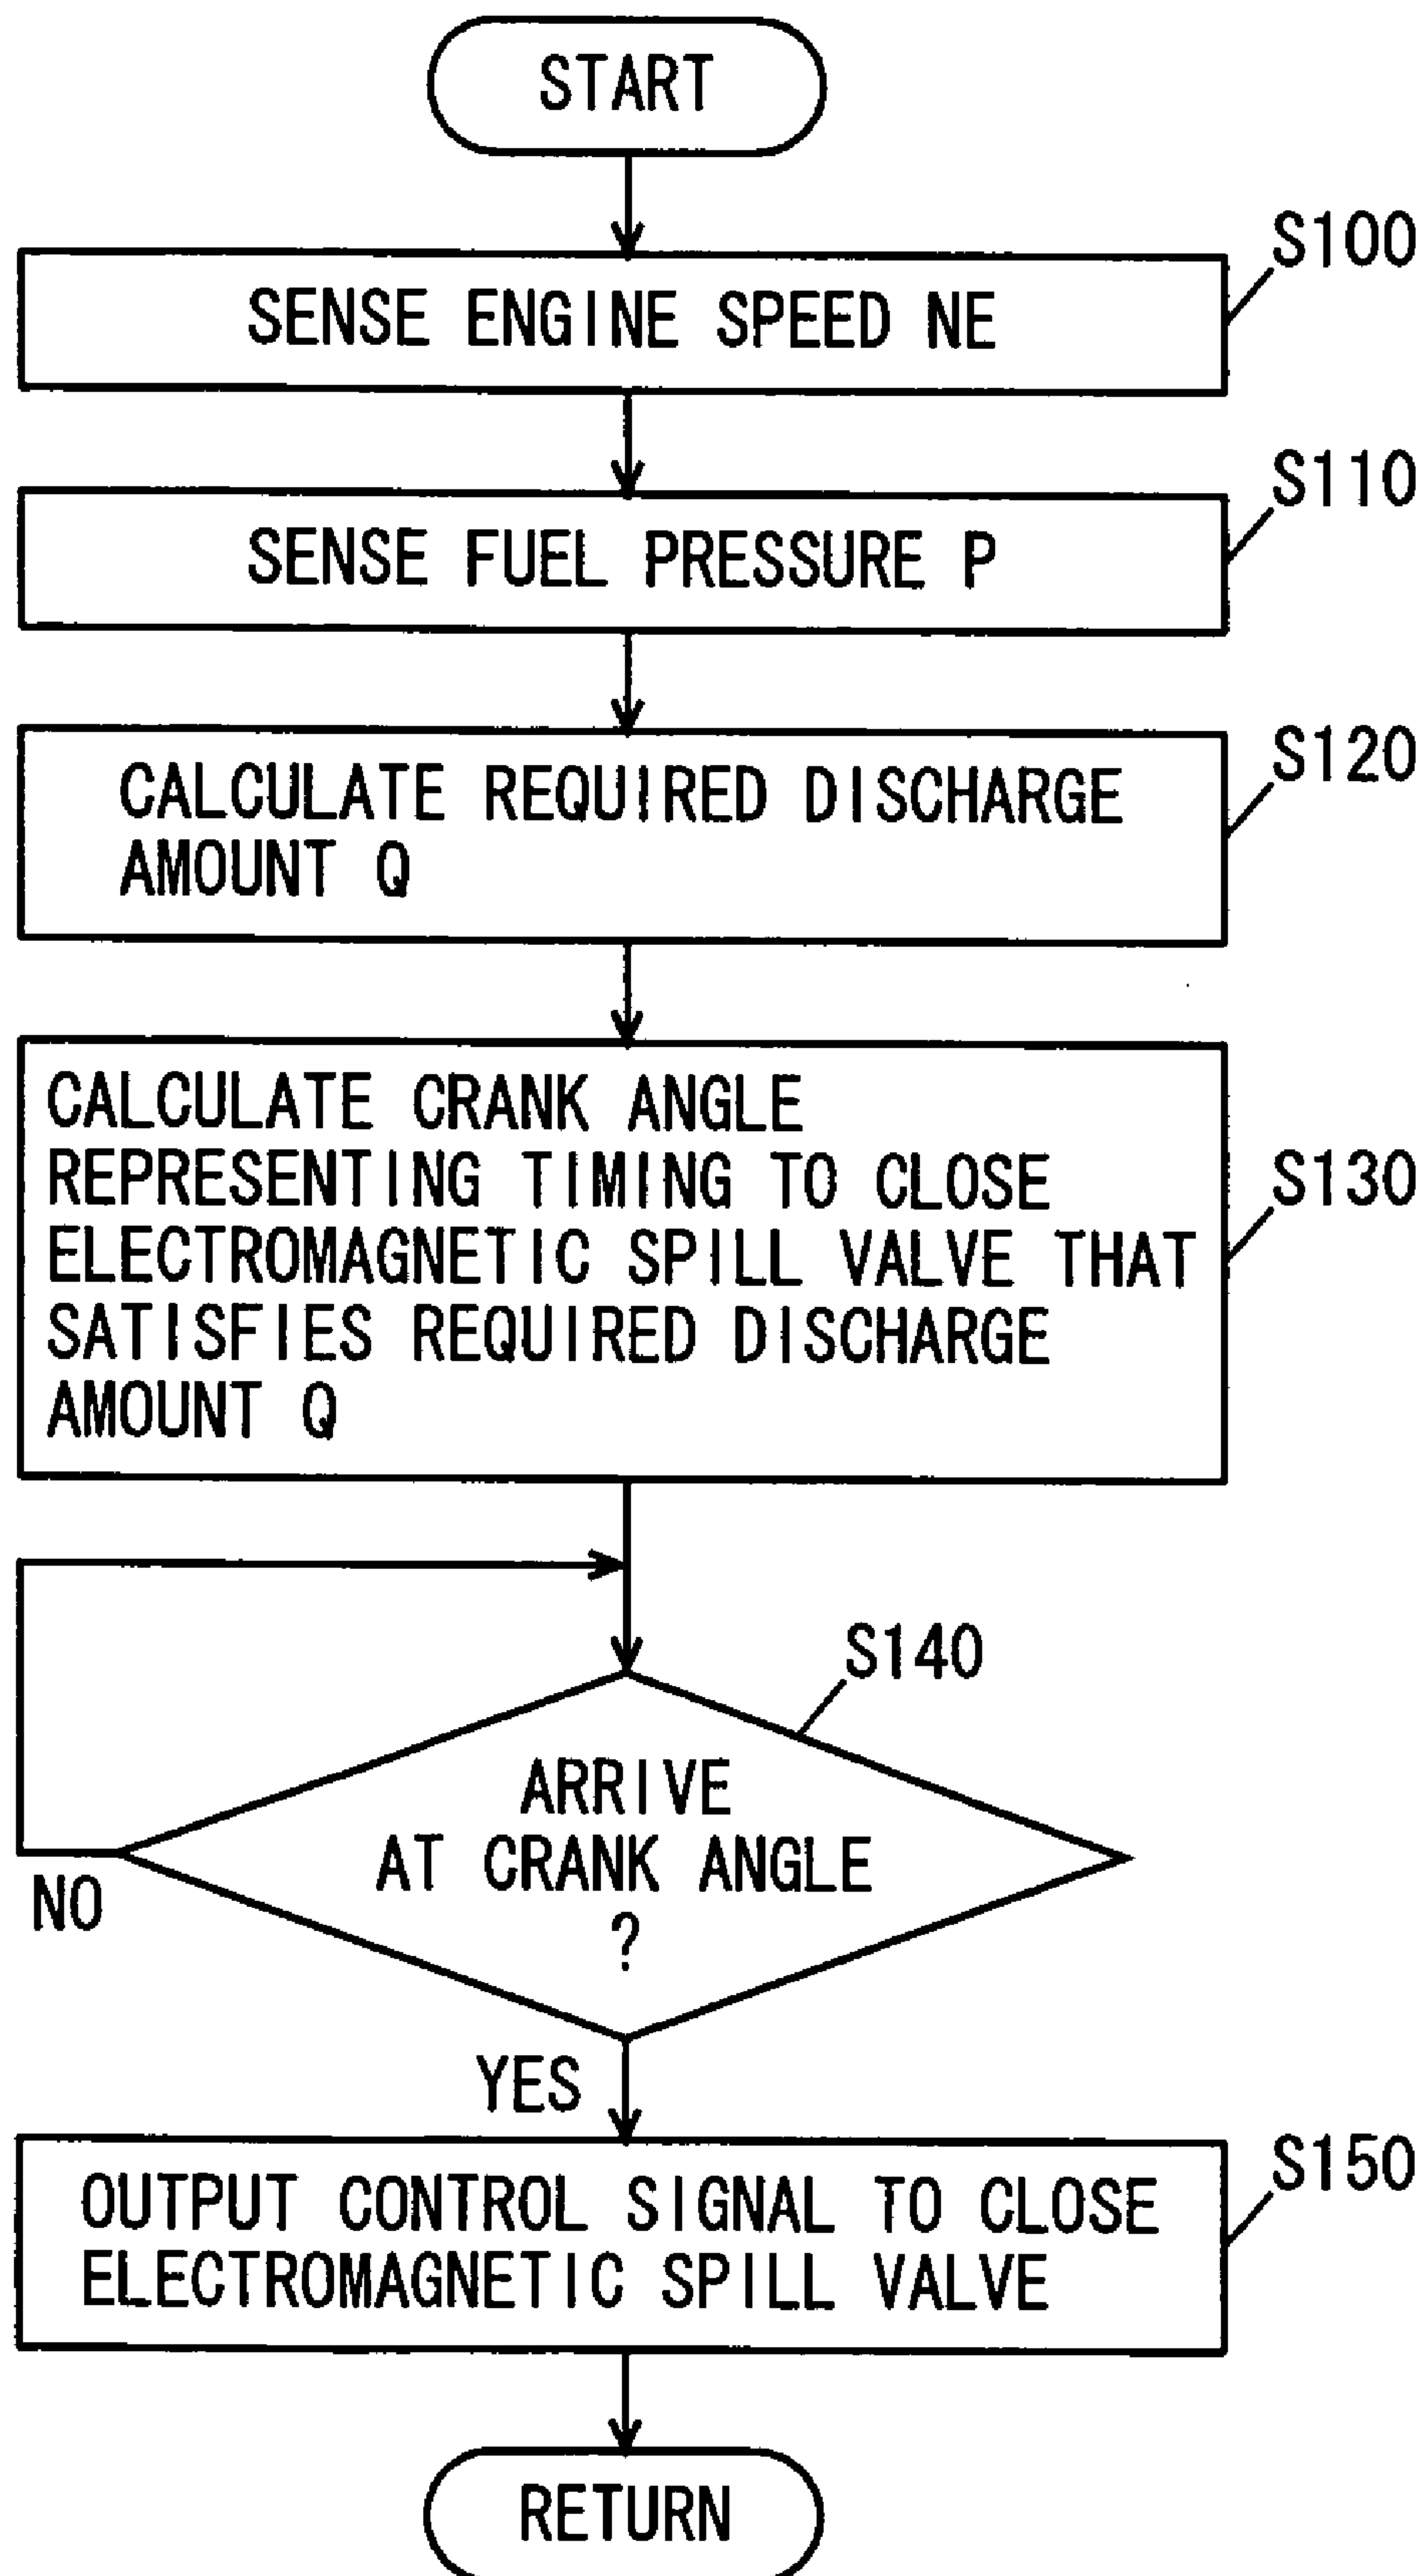 START
S100
SENSE ENGINE SPEED NE
S110
SENSE FUEL PRESSURE P
S120
CALCULATE REQUIRED DISCHARGE
AMOUNT Q
S130
CALCULATE CRANK ANGLE
REPRESENTING TIMING TO CLOSE
ELECTROMAGNETIC SPILL VALVE THAT
SATISFIES REQUIRED DISCHARGE
AMOUNT Q
S140
ARRIVE
AT CRANK ANGLE
?
NO
YES
S150
OUTPUT CONTROL SIGNAL TO CLOSE
ELECTROMAGNETIC SPILL VALVE
RETURN